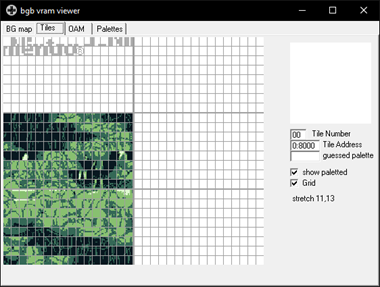 bgb vram viewer
BG map Tiles OAM Palettes
00 Tile Number
0:8000 Tile Address
guessed palette
show paletted
Grid
stretch 11,13